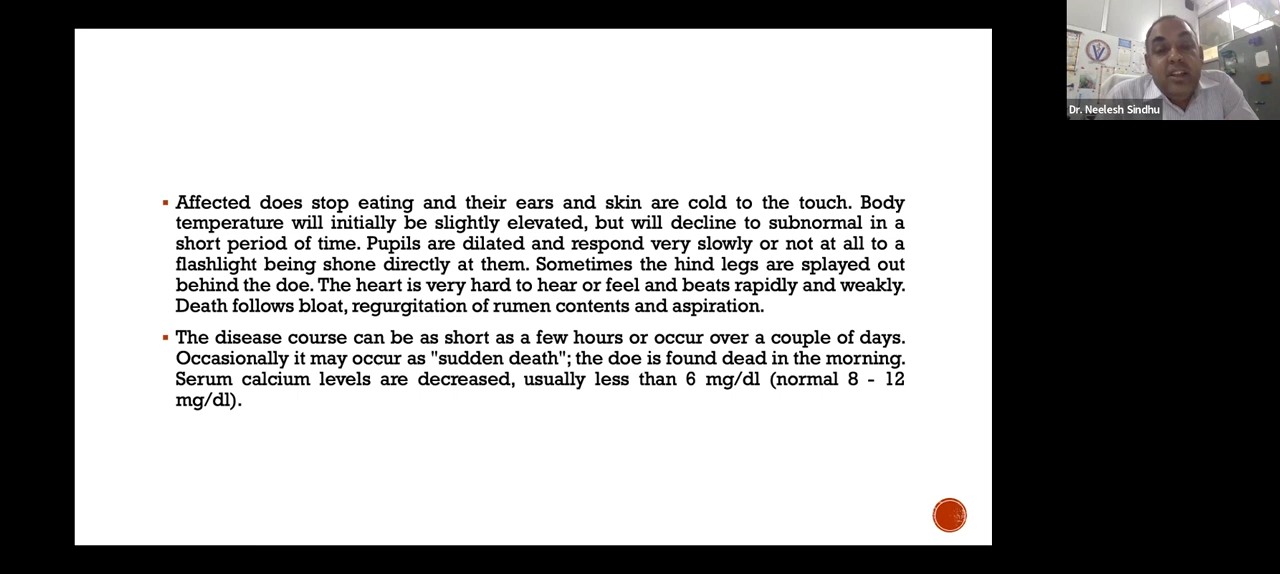 Dr. Neelesh Sindhu
▪ Affected does stop eating and their ears and skin are cold to the touch. Body
temperature will initially be slightly elevated, but will decline to subnormal in a
short period of time. Pupils are dilated and respond very slowly or not at all to a
flashlight being shone directly at them. Sometimes the hind legs are splayed out
behind the doe. The heart is very hard to hear or feel and beats rapidly and weakly.
Death follows bloat, regurgitation of rumen contents and aspiration.
▪ The disease course can be as short as a few hours or occur over a couple of days.
Occasionally it may occur as "sudden death"; the doe is found dead in the morning.
Serum calcium levels are decreased, usually less than 6 mg/dl (normal 8 - 12
mg/dl).